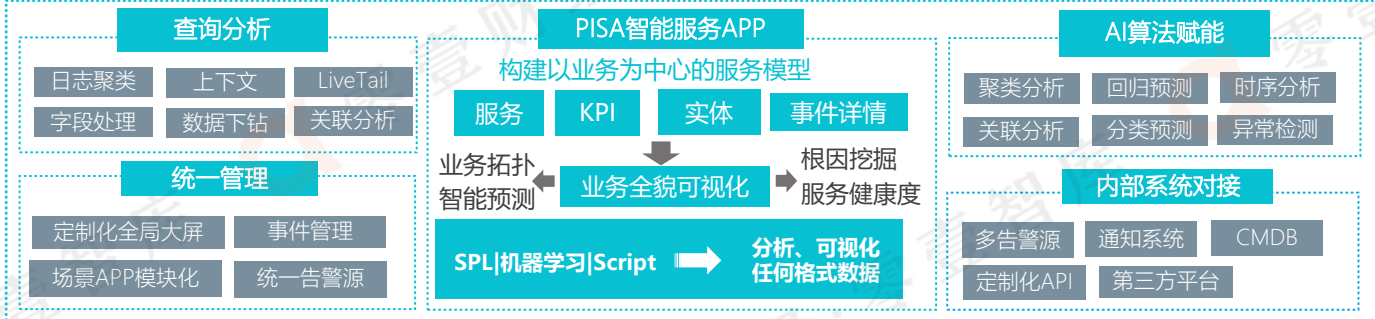 查询分析
日志聚类 上下文 LiveTail
字段处理 数据下钻 关联分析
统一管理
定制化全局大屏 事件管理
场景APP模块化 统一告警源
PISA智能服务APP
构建以业务为中心的服务模型
服务 KPI 实体 事件详情
业务拓扑
智能预测
业务全貌可视化
根因挖掘
服务健康度
SPL|机器学习|Script
分析、可视化
任何格式数据
AI算法赋能
聚类分析 回归预测 时序分析
关联分析 分类预测 异常检测
内部系统对接
多告警源 通知系统 CMDB
定制化API 第三方平台